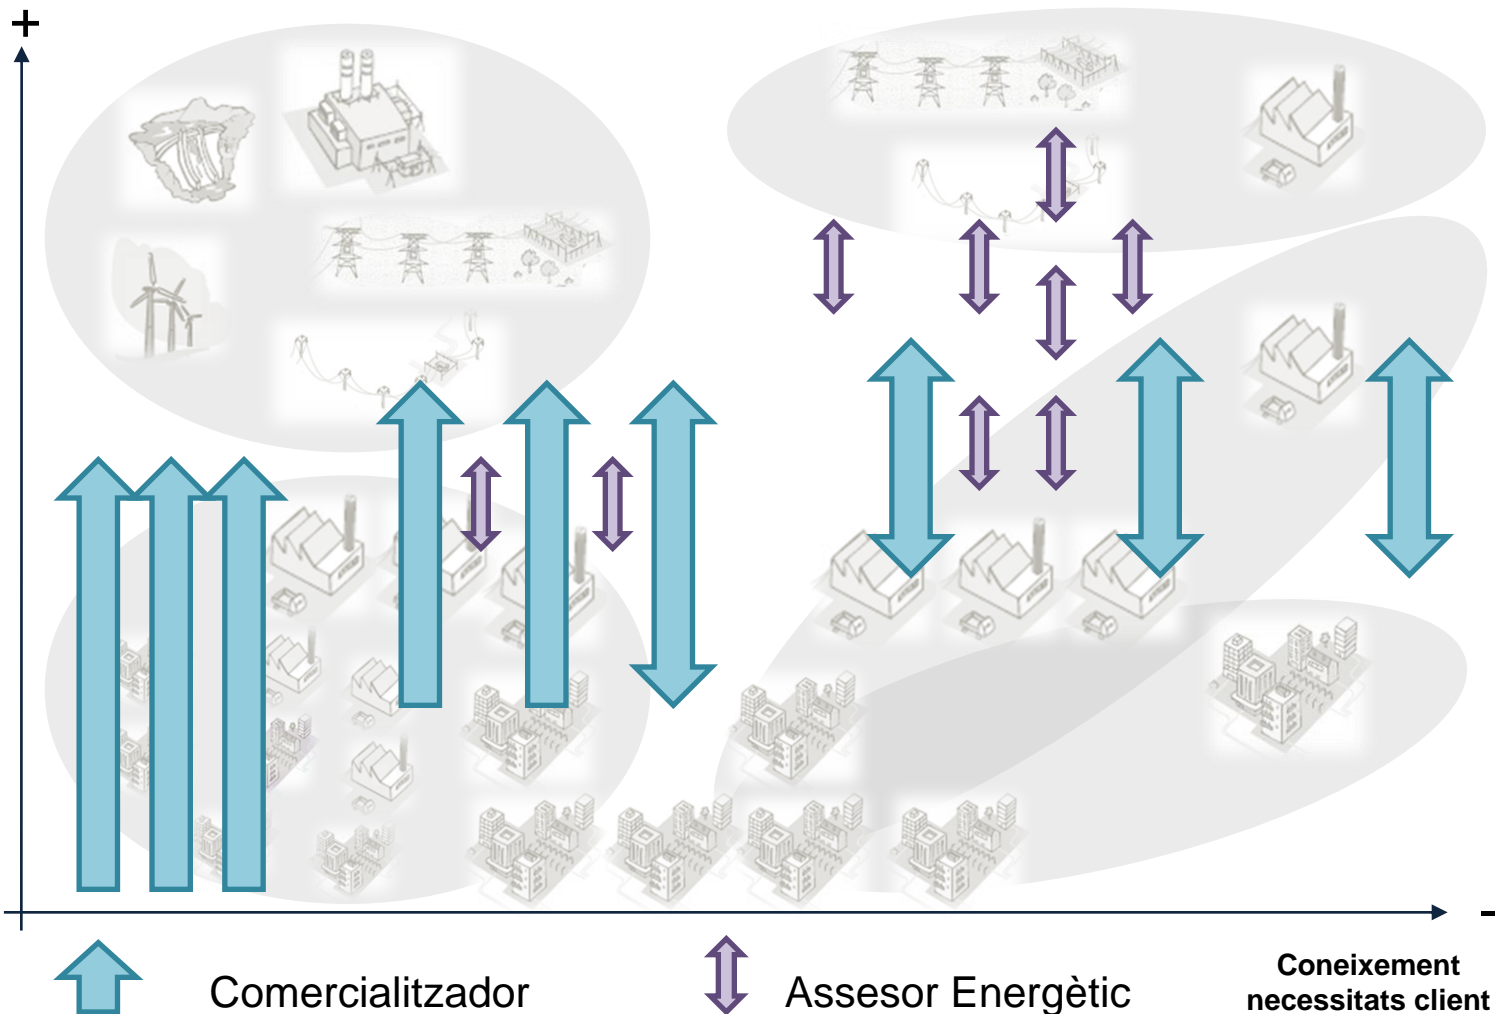 +
-
Comercialitzador
Assesor Energètic
Coneixement
necessitats client